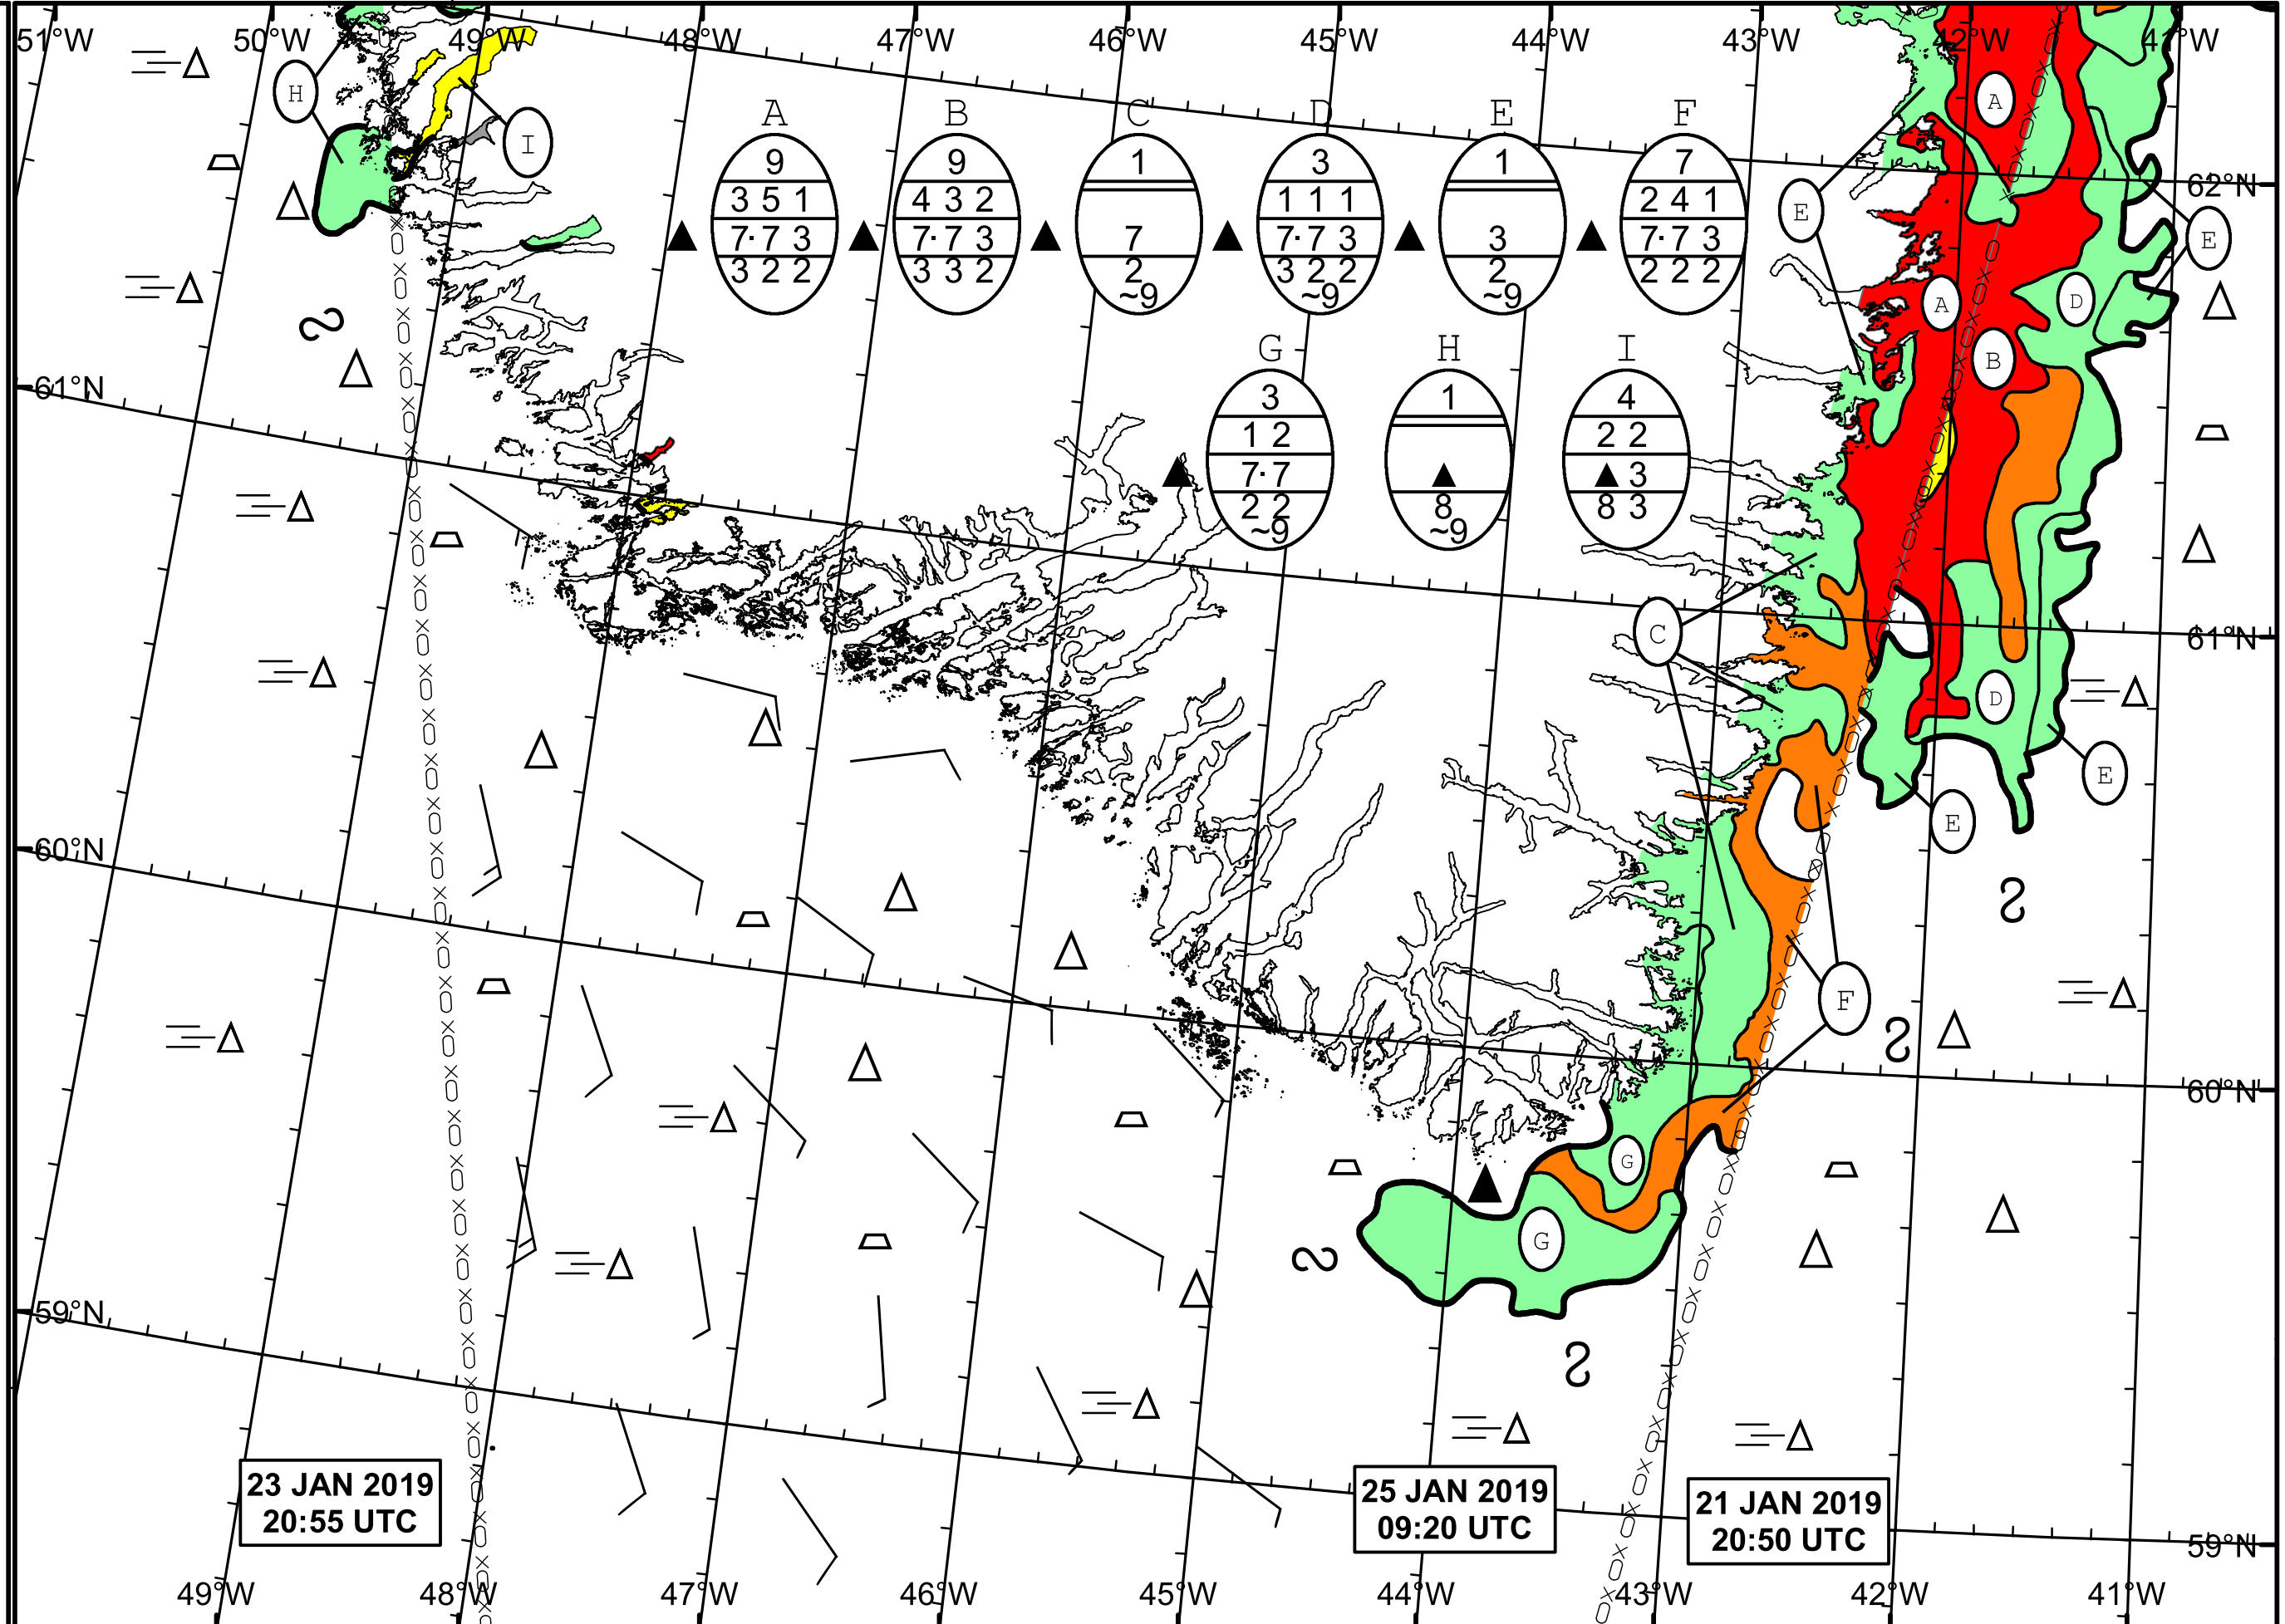 51°W 50°W 49°W 48°W 47°W 46°W 45°W 44°W 43°W 42°W 41°W
H
I
A B C D E F
9 9 1 3 1 7
3 5 1 4 3 2 1 1 1 2 4 1
7·7 3 7·7 3 7 7·7 3 3 7·7 3
3 2 2 3 3 2 2 3 2 2 2 2 2 2
~9 ~9 ~9
G H I
3 1 4
1 2 2 2
7·7 3
2 2 8 8 3
~9 ~9
A
62°N
E
E
A
D
B
61°N
C
61°N
D
E
E
60°N
F
60°N
G
G
59°N
23 JAN 2019
20:55 UTC
25 JAN 2019
09:20 UTC
21 JAN 2019
20:50 UTC
59°N
49°W 48°W 47°W 46°W 45°W 44°W 43°W 42°W 41°W